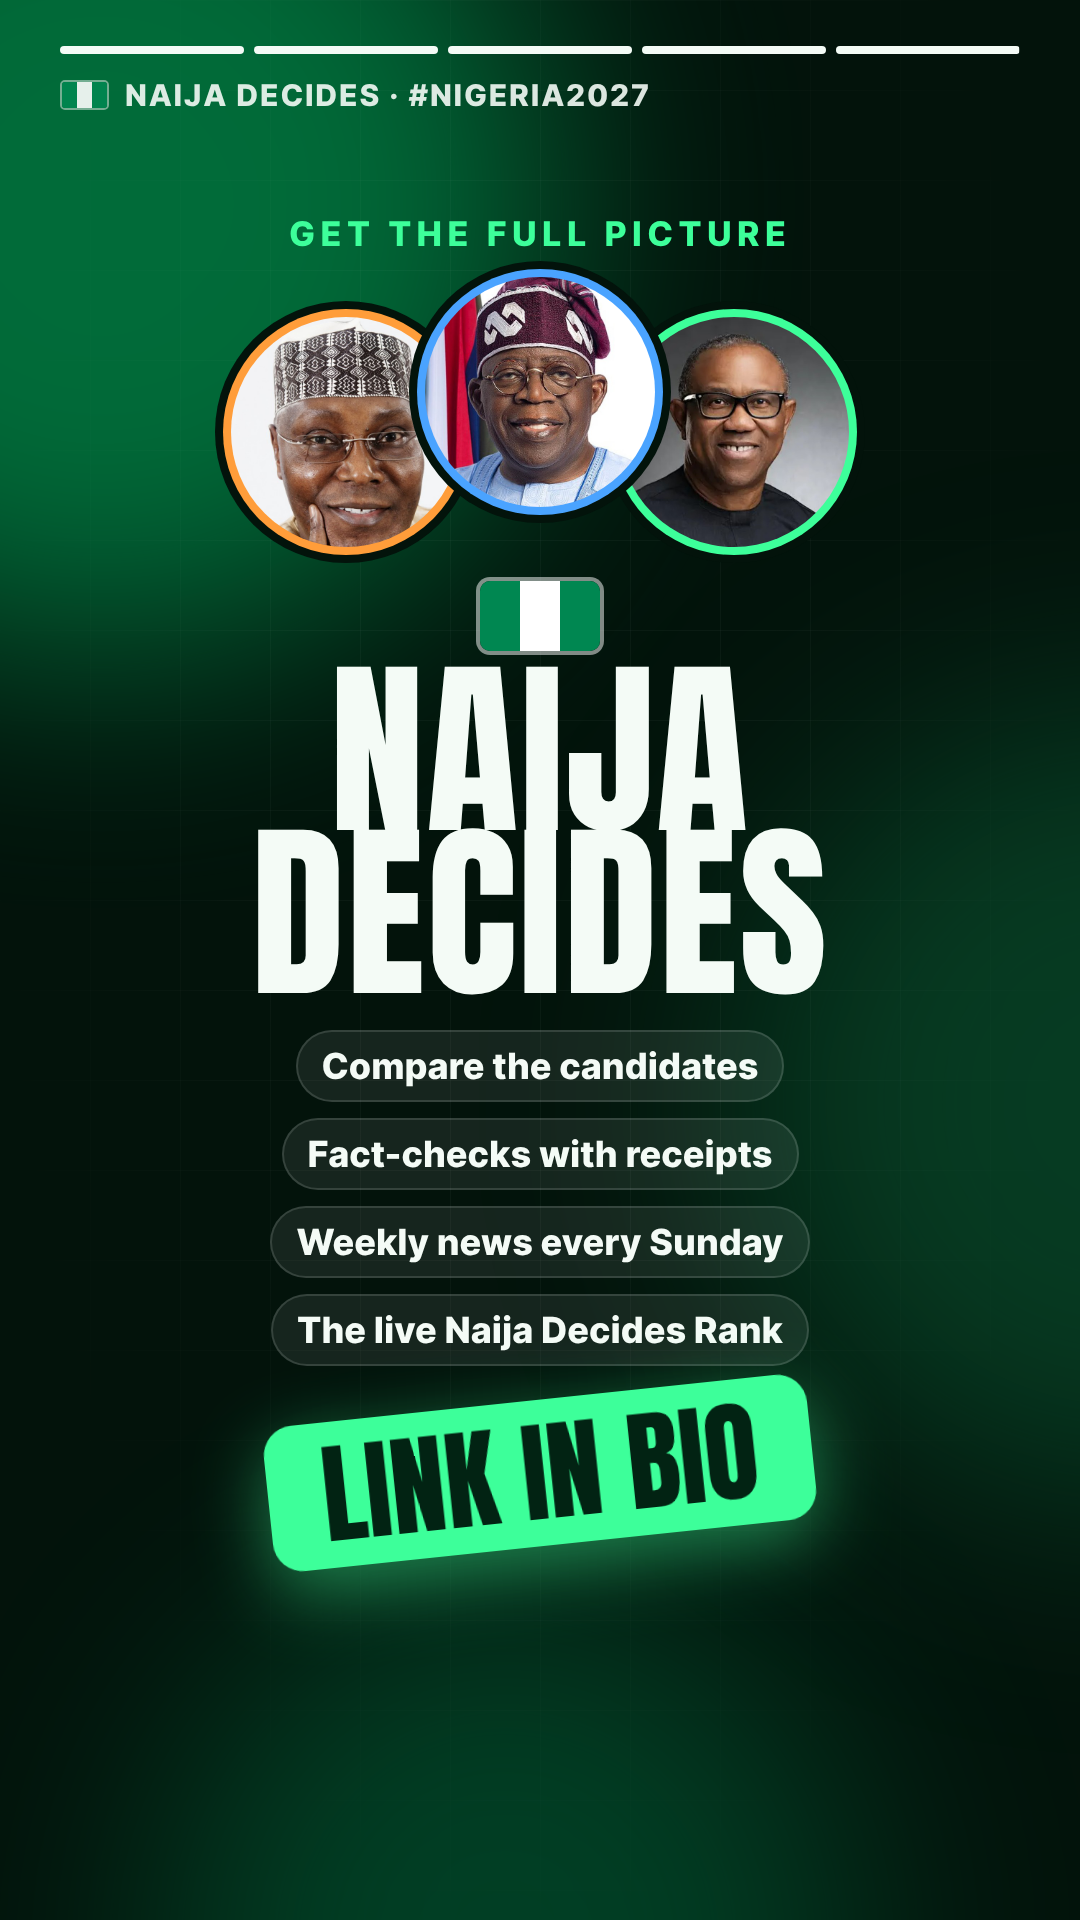 NAIJA DECIDES · #NIGERIA2027
GET THE FULL PICTURE
NAIJA
DECIDES
Compare the candidates
Fact-checks with receipts
Weekly news every Sunday
The live Naija Decides Rank
LINK IN BIO